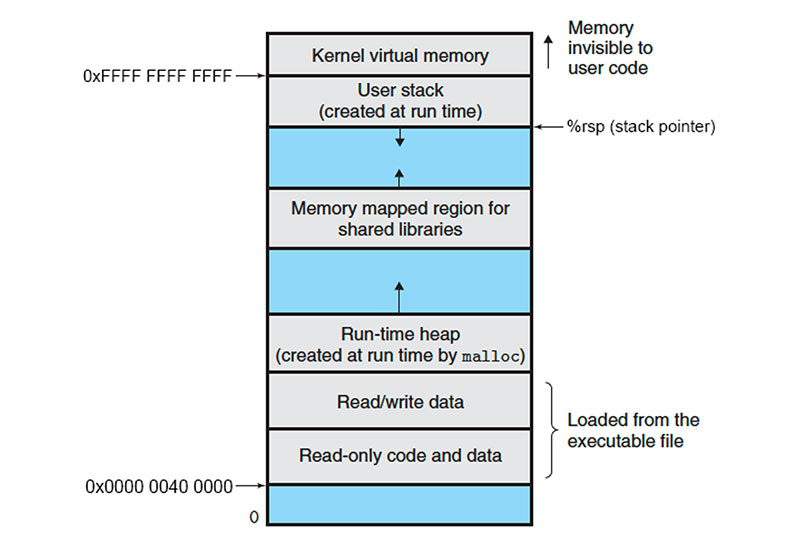 Kernel virtual memory
Memory
invisible to
user code
0xFFFF FFFF FFFF
User stack
(created at run time)
%rsp (stack pointer)
Memory mapped region for
shared libraries
Run-time heap
(created at run time by malloc)
Read/write data
Loaded from the
executable file
Read-only code and data
0x0000 0040 0000
0